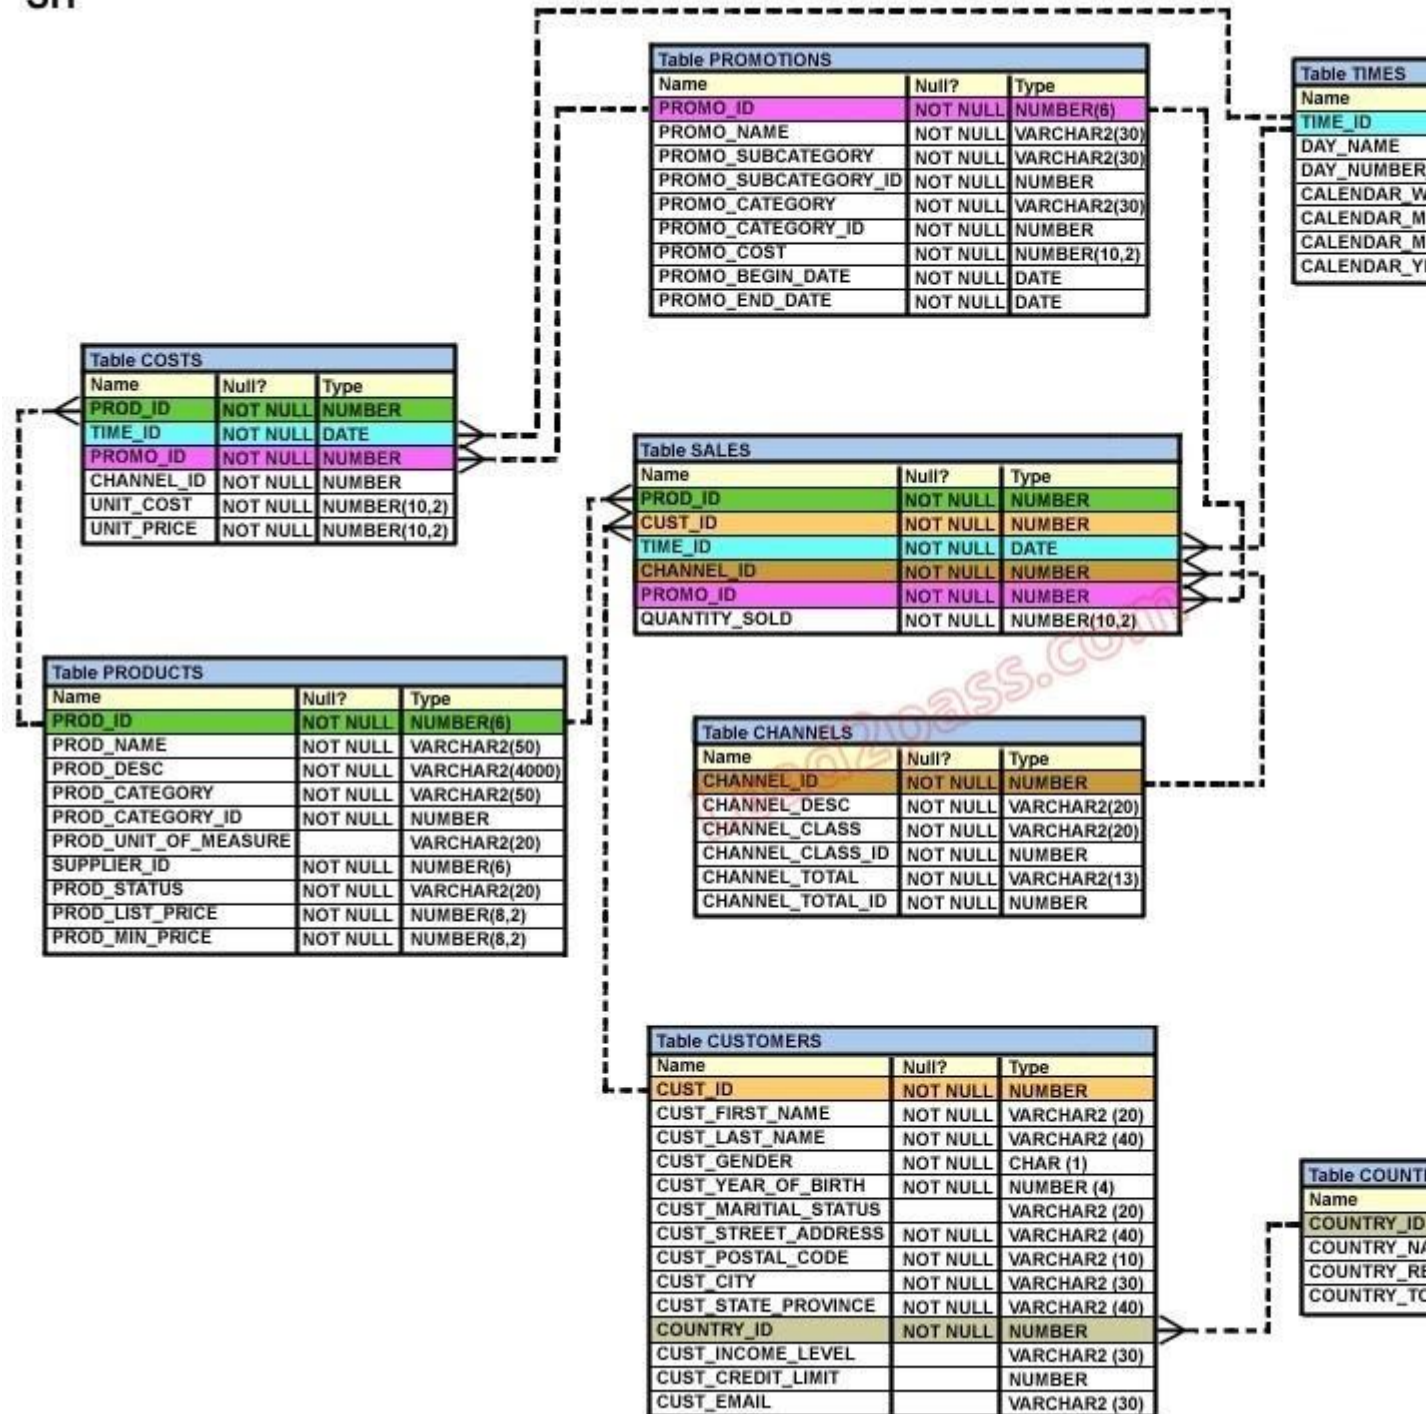 SH
Table PROMOTIONS
Name Null? Type
PROMO_ID NOT NULL NUMBER(6)
PROMO_NAME NOT NULL VARCHAR2(30)
PROMO_SUBCATEGORY NOT NULL VARCHAR2(30)
PROMO_SUBCATEGORY_ID NOT NULL NUMBER
PROMO_CATEGORY NOT NULL VARCHAR2(30)
PROMO_CATEGORY_ID NOT NULL NUMBER
PROMO_COST NOT NULL NUMBER(10,2)
PROMO_BEGIN_DATE NOT NULL DATE
PROMO_END_DATE NOT NULL DATE
Table TIMES
Name
TIME_ID
DAY_NAME
DAY_NUMBER
CALENDAR_W
CALENDAR_M
CALENDAR_M
CALENDAR_Y
Table COSTS
Name Null? Type
PROD_ID NOT NULL NUMBER
TIME_ID NOT NULL DATE
PROMO_ID NOT NULL NUMBER
CHANNEL_ID NOT NULL NUMBER
UNIT_COST NOT NULL NUMBER(10,2)
UNIT_PRICE NOT NULL NUMBER(10,2)
Table SALES
Name Null? Type
PROD_ID NOT NULL NUMBER
CUST_ID NOT NULL NUMBER
TIME_ID NOT NULL DATE
CHANNEL_ID NOT NULL NUMBER
PROMO_ID NOT NULL NUMBER
QUANTITY_SOLD NOT NULL NUMBER(10,2)
Table PRODUCTS
Name Null? Type
PROD_ID NOT NULL NUMBER(6)
PROD_NAME NOT NULL VARCHAR2(50)
PROD_DESC NOT NULL VARCHAR2(4000)
PROD_CATEGORY NOT NULL VARCHAR2(50)
PROD_CATEGORY_ID NOT NULL NUMBER
PROD_UNIT_OF_MEASURE VARCHAR2(20)
SUPPLIER_ID NOT NULL NUMBER(6)
PROD_STATUS NOT NULL VARCHAR2(20)
PROD_LIST_PRICE NOT NULL NUMBER(8,2)
PROD_MIN_PRICE NOT NULL NUMBER(8,2)
Table CHANNELS
Name Null? Type
CHANNEL_ID NOT NULL NUMBER
CHANNEL_DESC NOT NULL VARCHAR2(20)
CHANNEL_CLASS NOT NULL VARCHAR2(20)
CHANNEL_CLASS_ID NOT NULL NUMBER
CHANNEL_TOTAL NOT NULL VARCHAR2(13)
CHANNEL_TOTAL_ID NOT NULL NUMBER
Table CUSTOMERS
Name Null? Type
CUST_ID NOT NULL NUMBER
CUST_FIRST_NAME NOT NULL VARCHAR2 (20)
CUST_LAST_NAME NOT NULL VARCHAR2 (40)
CUST_GENDER NOT NULL CHAR (1)
CUST_YEAR_OF_BIRTH NOT NULL NUMBER (4)
CUST_MARITIAL_STATUS VARCHAR2 (20)
CUST_STREET_ADDRESS NOT NULL VARCHAR2 (40)
CUST_POSTAL_CODE NOT NULL VARCHAR2 (10)
CUST_CITY NOT NULL VARCHAR2 (30)
CUST_STATE_PROVINCE NOT NULL VARCHAR2 (40)
COUNTRY_ID NOT NULL NUMBER
CUST_INCOME_LEVEL VARCHAR2 (30)
CUST_CREDIT_LIMIT NUMBER
CUST_EMAIL VARCHAR2 (30)
Table COUNT
Name
COUNTRY_ID
COUNTRY_NA
COUNTRY_RE
COUNTRY_TO